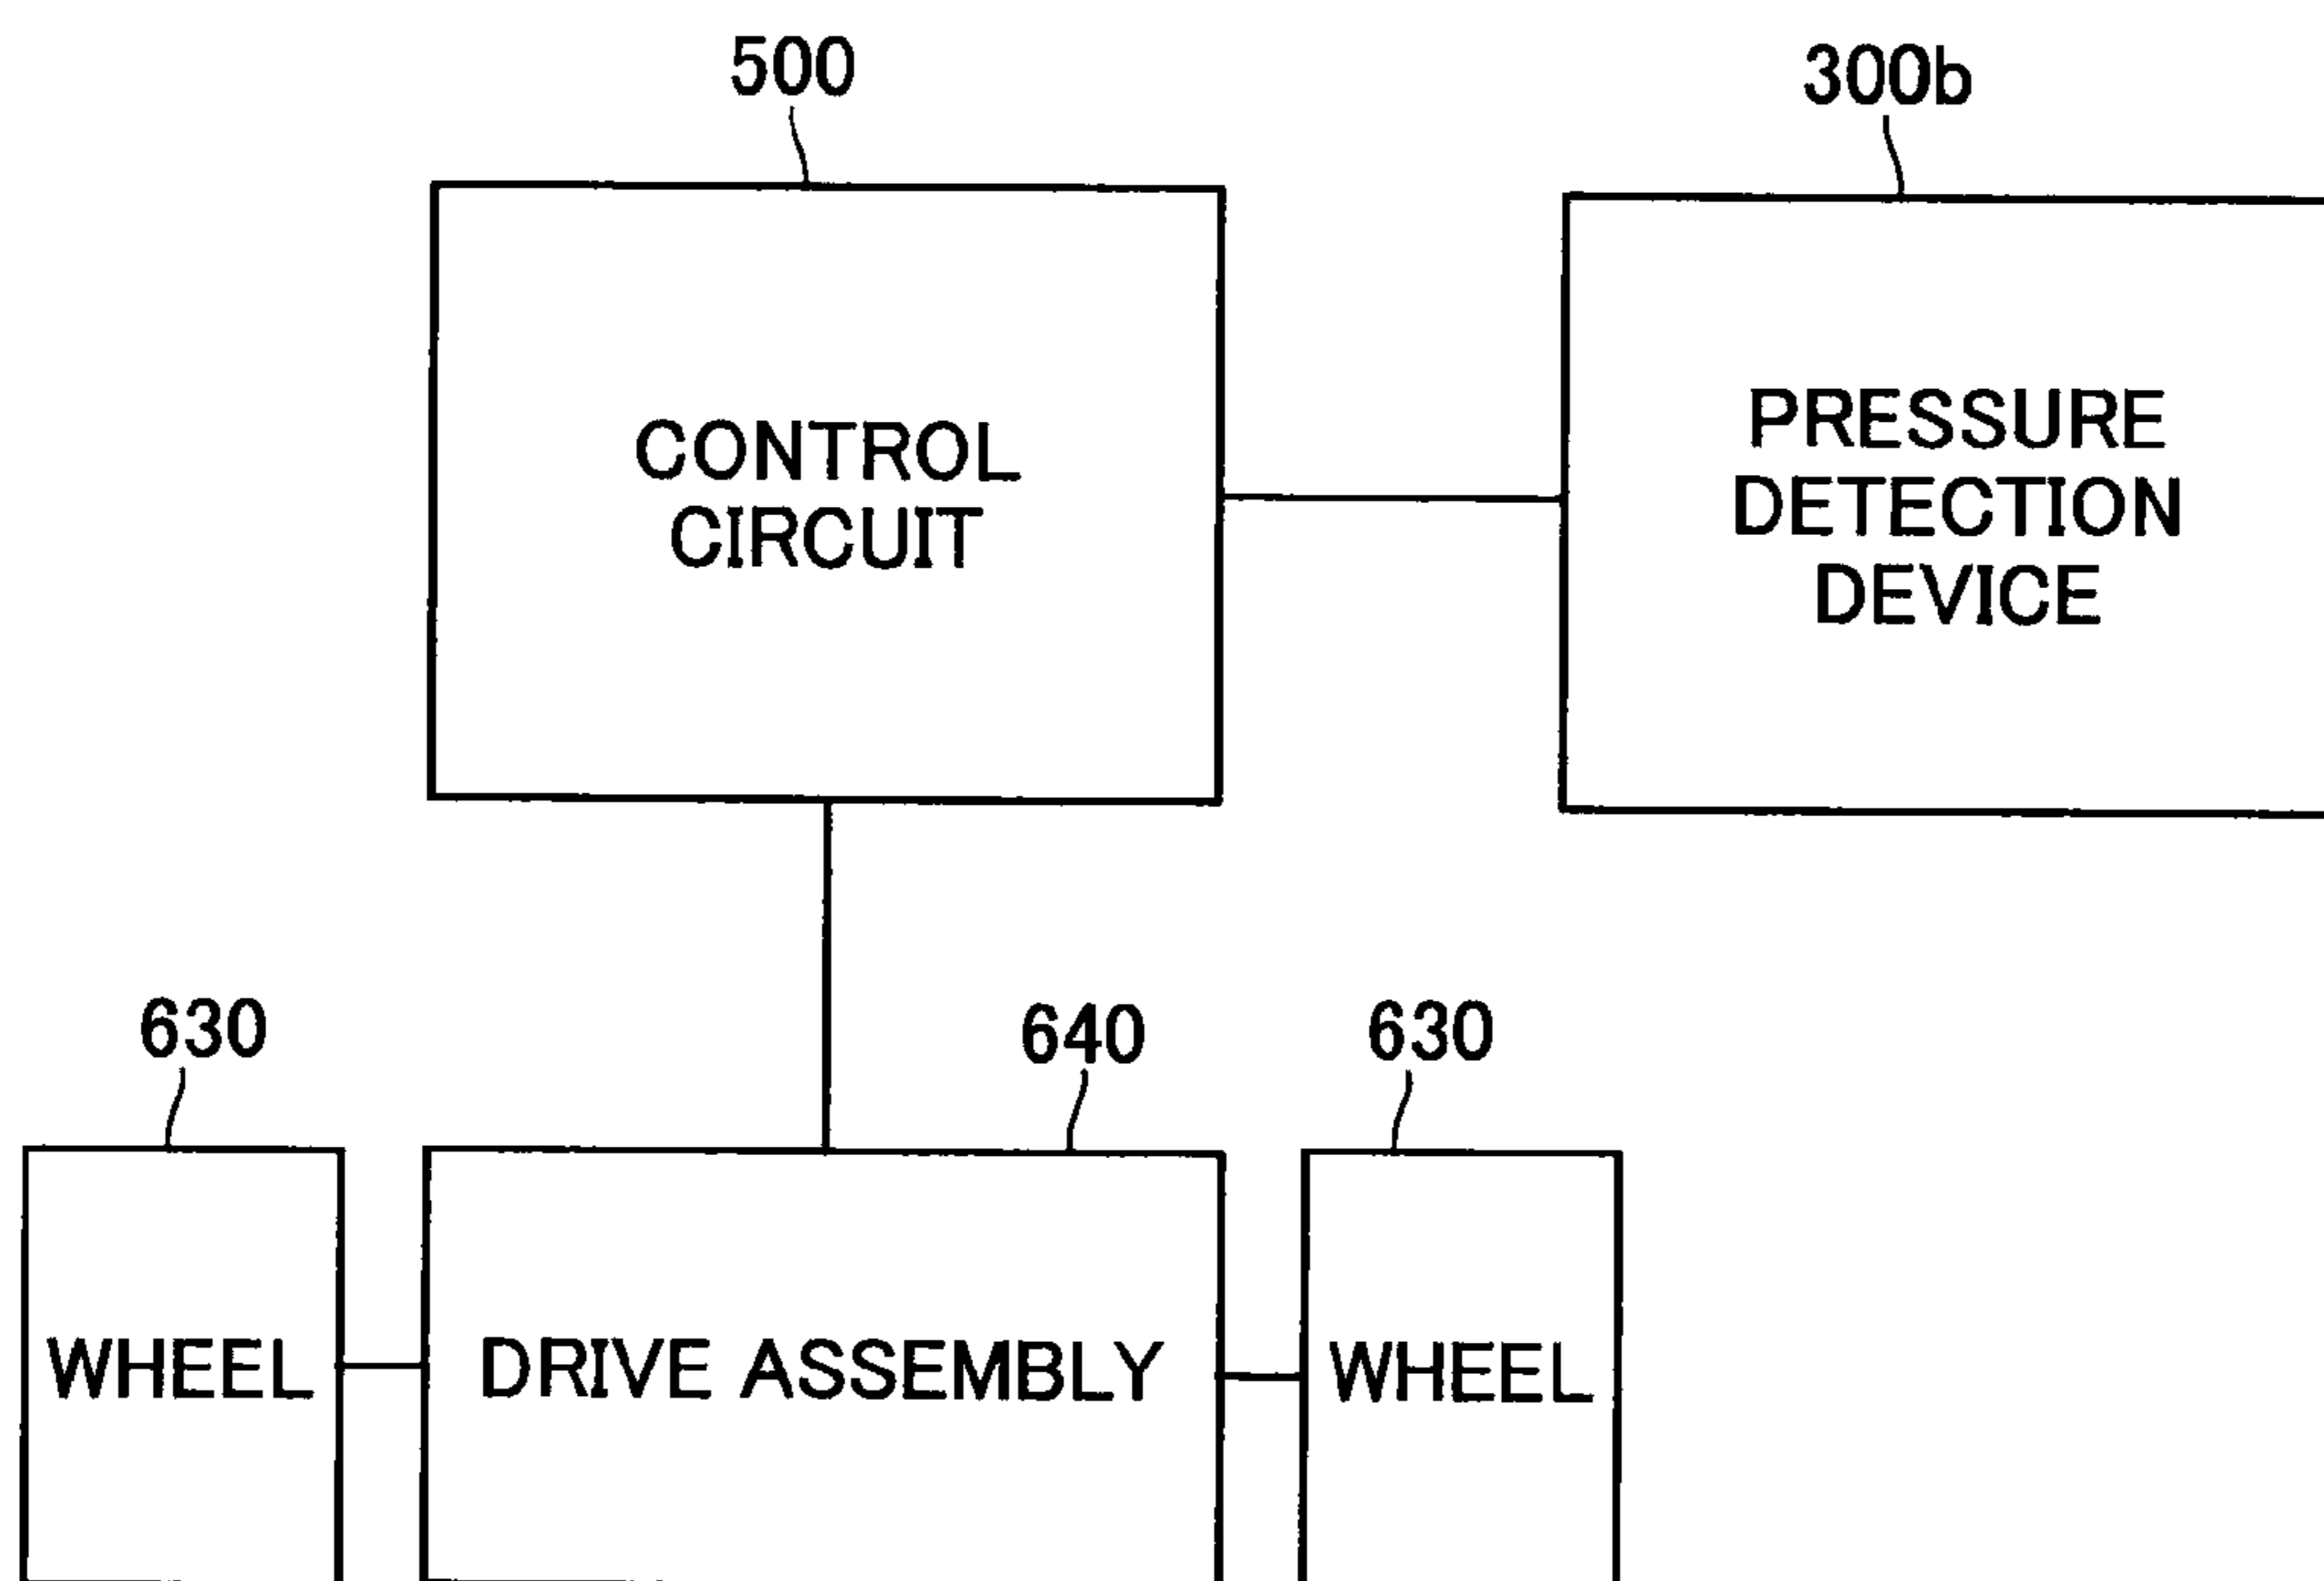 500
300b
CONTROL
CIRCUIT
PRESSURE
DETECTION
DEVICE
630
640
630
WHEEL
DRIVE ASSEMBLY
WHEEL